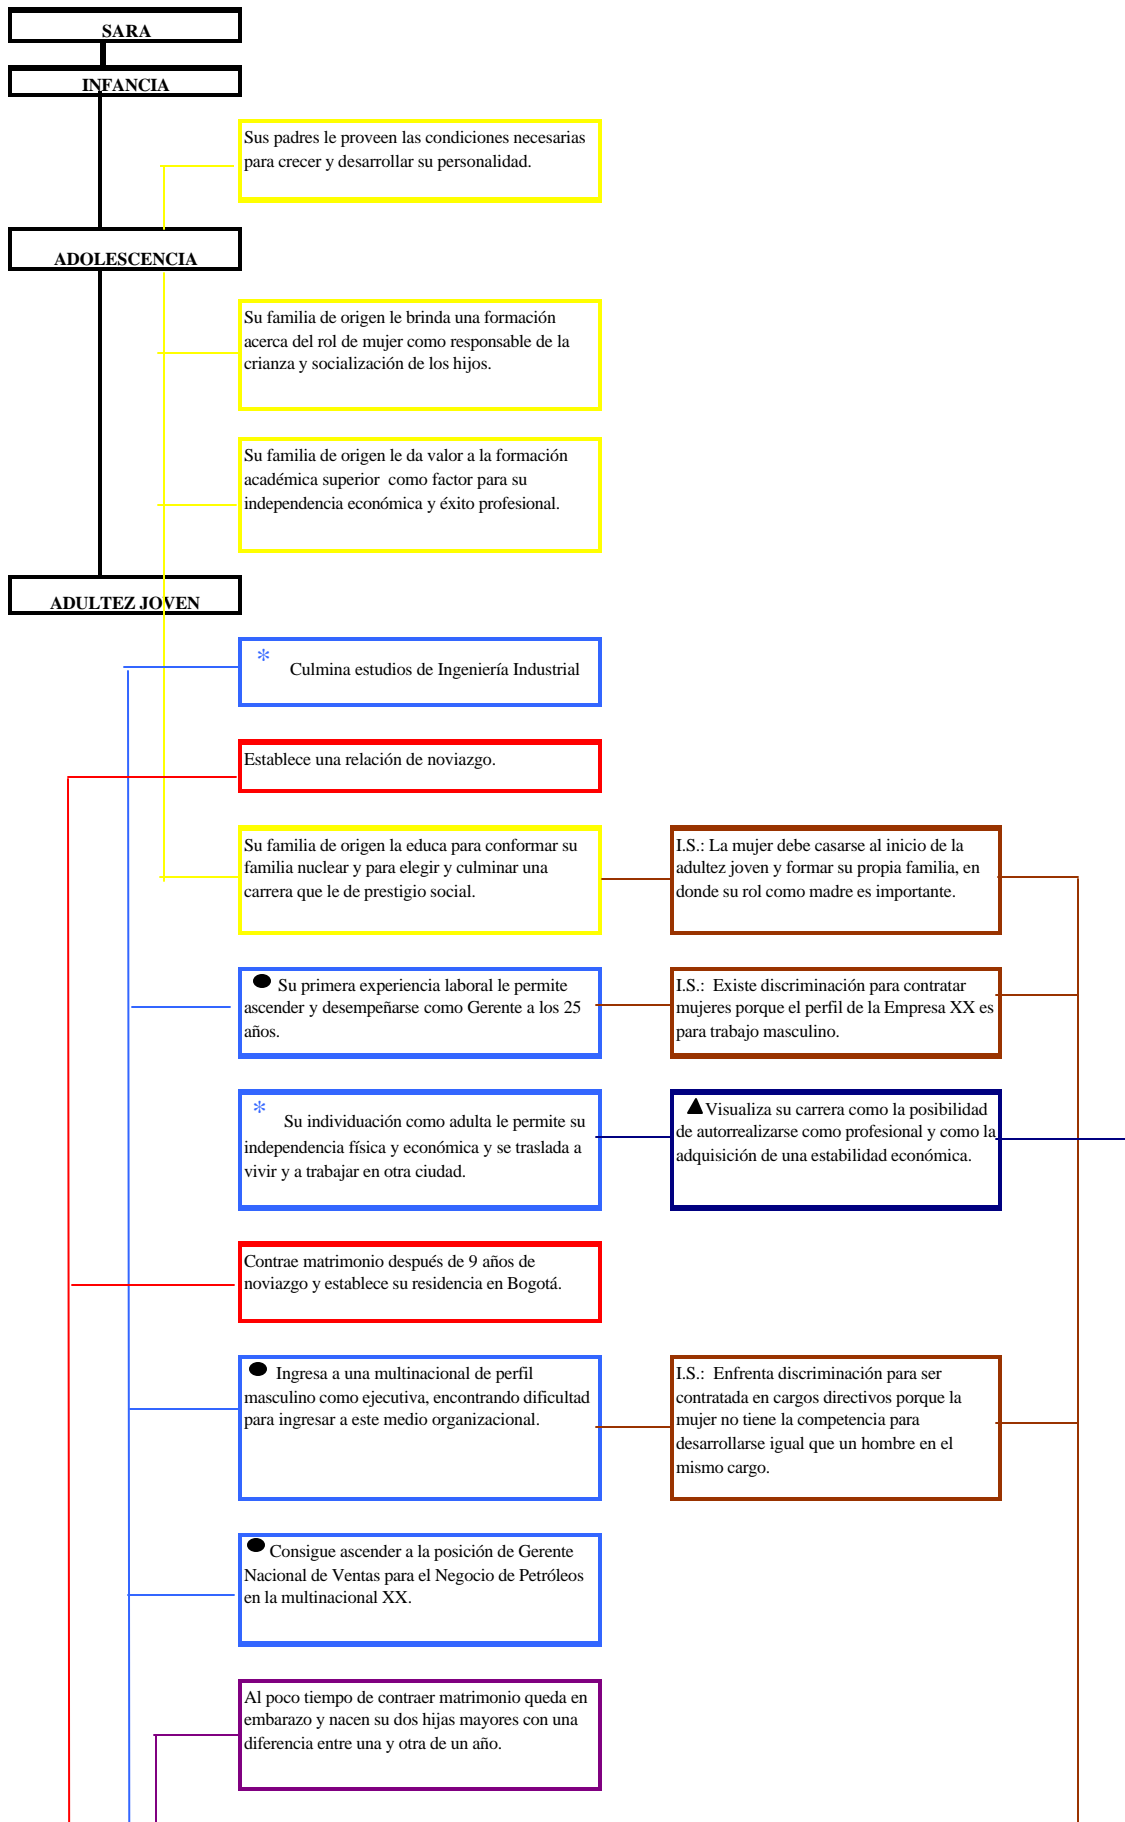 SARA
INFANCIA
Sus padres le proveen las condiciones necesarias
para crecer y desarrollar su personalidad.
ADOLESCENCIA
Su familia de origen le brinda una formación
acerca del rol de mujer como responsable de la
crianza y socialización de los hijos.
Su familia de origen le da valor a la formación
académica superior como factor para su
independencia económica y éxito profesional.
ADULTEZ JOVEN
* Culmina estudios de Ingeniería Industrial
Establece una relación de noviazgo.
Su familia de origen la educa para conformar su
familia nuclear y para elegir y culminar una
carrera que le de prestigio social.
I.S.: La mujer debe casarse al inicio de la
adultez joven y formar su propia familia, en
donde su rol como madre es importante.
Su primera experiencia laboral le permite
ascender y desempeñarse como Gerente a los 25
años.
I.S.: Existe discriminación para contratar
mujeres porque el perfil de la Empresa XX es
para trabajo masculino.
* Su individuación como adulta le permite su
independencia física y económica y se traslada a
vivir y a trabajar en otra ciudad.
Visualiza su carrera como la posibilidad
de autorrealizarse como profesional y como la
adquisición de una estabilidad económica.
Contrae matrimonio después de 9 años de
noviazgo y establece su residencia en Bogotá.
Ingresa a una multinacional de perfil
masculino como ejecutiva, encontrando dificultad
para ingresar a este medio organizacional.
I.S.: Enfrenta discriminación para ser
contratada en cargos directivos porque la
mujer no tiene la competencia para
desarrollarse igual que un hombre en el
mismo cargo.
Consigue ascender a la posición de Gerente
Nacional de Ventas para el Negocio de Petróleos
en la multinacional XX.
Al poco tiempo de contraer matrimonio queda en
embarazo y nacen su dos hijas mayores con una
diferencia entre una y otra de un año.